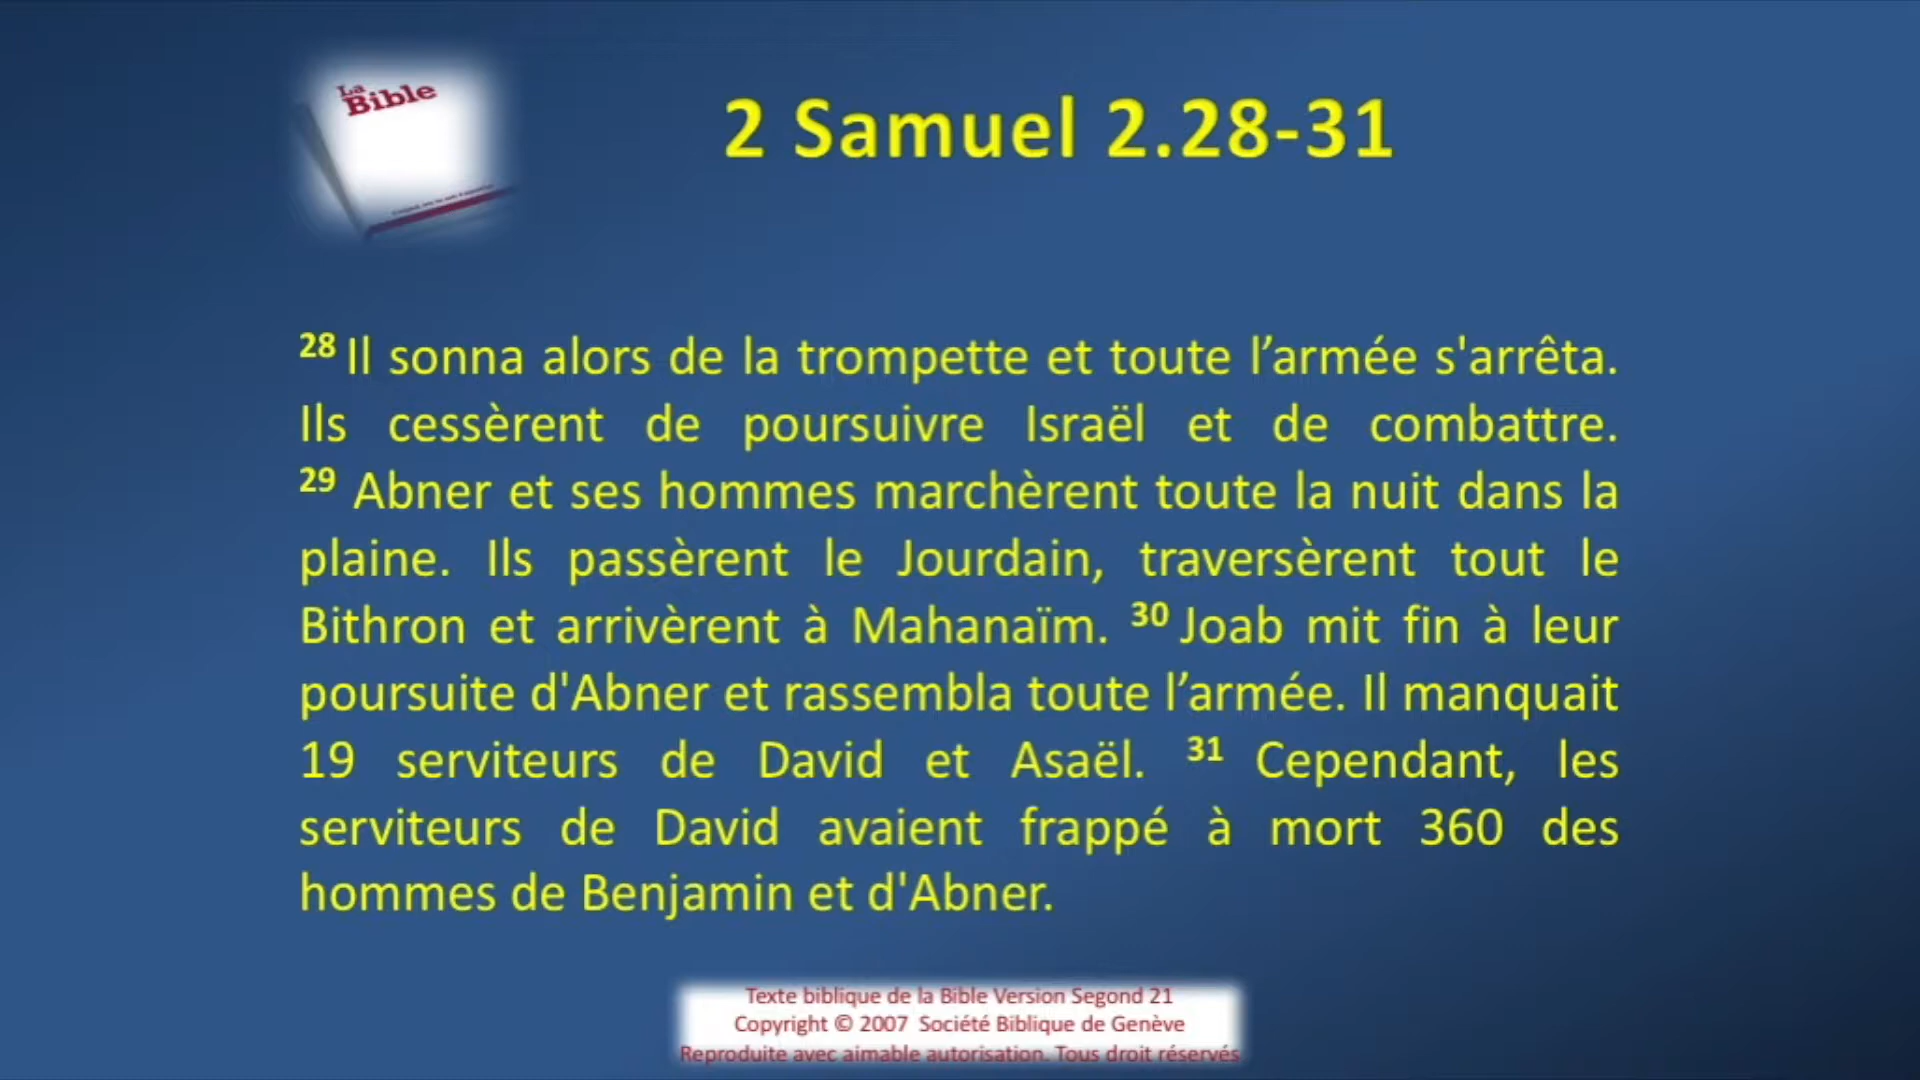 La
Bible
2 Samuel 2.28-31
28 Il sonna alors de la trompette et toute l’armée s'arrêta.
Ils cessèrent de poursuivre Israël et de combattre.
29 Abner et ses hommes marchèrent toute la nuit dans la
plaine. Ils passèrent le Jourdain, traversèrent tout le
Bithron et arrivèrent à Mahanaïm. 30 Joab mit fin à leur
poursuite d'Abner et rassembla toute l’armée. Il manquait
19 serviteurs de David et Asaël. 31 Cependant, les
serviteurs de David avaient frappé à mort 360 des
hommes de Benjamin et d'Abner.
Texte biblique de la Bible Version Segond 21
Copyright © 2007 Société Biblique de Genève
Reproduite avec aimable autorisation. Tous droit réservés